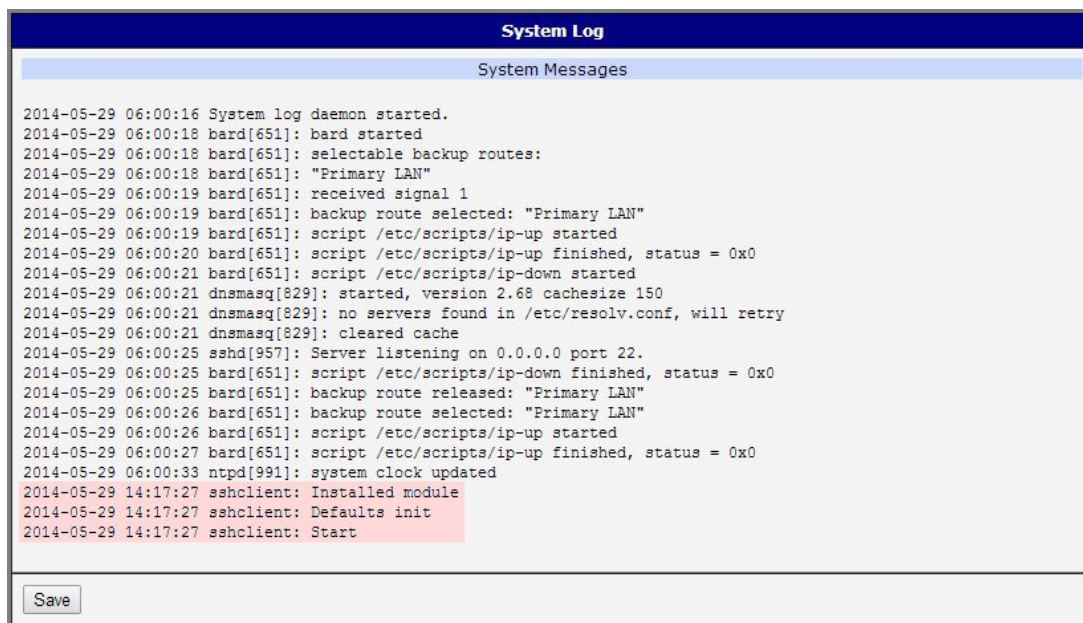 System Log
System Messages
2014-05-29 06:00:16 System log daemon started.
2014-05-29 06:00:18 bard[651]: bard started
2014-05-29 06:00:18 bard[651]: selectable backup routes:
2014-05-29 06:00:18 bard[651]: "Primary LAN"
2014-05-29 06:00:19 bard[651]: received signal 1
2014-05-29 06:00:19 bard[651]: backup route selected: "Primary LAN"
2014-05-29 06:00:19 bard[651]: script /etc/scripts/ip-up started
2014-05-29 06:00:20 bard[651]: script /etc/scripts/ip-up finished, status = 0x0
2014-05-29 06:00:21 bard[651]: script /etc/scripts/ip-down started
2014-05-29 06:00:21 dnsmasq[829]: started, version 2.68 cachesize 150
2014-05-29 06:00:21 dnsmasq[829]: no servers found in /etc/resolv.conf, will retry
2014-05-29 06:00:21 dnsmasq[829]: cleared cache
2014-05-29 06:00:25 sshd[957]: Server listening on 0.0.0.0 port 22.
2014-05-29 06:00:25 bard[651]: script /etc/scripts/ip-down finished, status = 0x0
2014-05-29 06:00:25 bard[651]: backup route released: "Primary LAN"
2014-05-29 06:00:26 bard[651]: backup route selected: "Primary LAN"
2014-05-29 06:00:26 bard[651]: script /etc/scripts/ip-up started
2014-05-29 06:00:27 bard[651]: script /etc/scripts/ip-up finished, status = 0x0
2014-05-29 06:00:33 ntpd[991]: system clock updated
2014-05-29 14:17:27 sshclient: Installed module
2014-05-29 14:17:27 sshclient: Defaults init
2014-05-29 14:17:27 sshclient: Start
Save